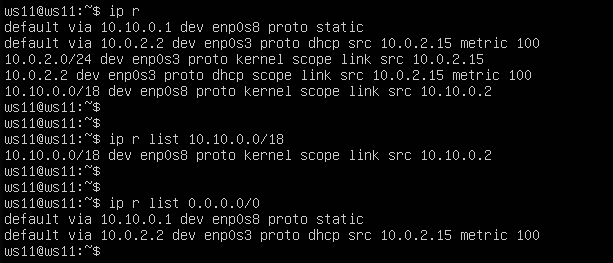 ws11@ws11:~$ ip r
default via 10.10.0.1 dev enp0s8 proto static
default via 10.0.2.2 dev enp0s3 proto dhcp src 10.0.2.15 metric 100
10.0.2.0/24 dev enp0s3 proto kernel scope link src 10.0.2.15
10.0.2.2 dev enp0s3 proto dhcp scope link src 10.0.2.15 metric 100
10.10.0.0/18 dev enp0s8 proto kernel scope link src 10.10.0.2
ws11@ws11:~$
ws11@ws11:~$
ws11@ws11:~$ ip r list 10.10.0.0/18
10.10.0.0/18 dev enp0s8 proto kernel scope link src 10.10.0.2
ws11@ws11:~$
ws11@ws11:~$
ws11@ws11:~$ ip r list 0.0.0.0/0
default via 10.10.0.1 dev enp0s8 proto static
default via 10.0.2.2 dev enp0s3 proto dhcp src 10.0.2.15 metric 100
ws11@ws11:~$